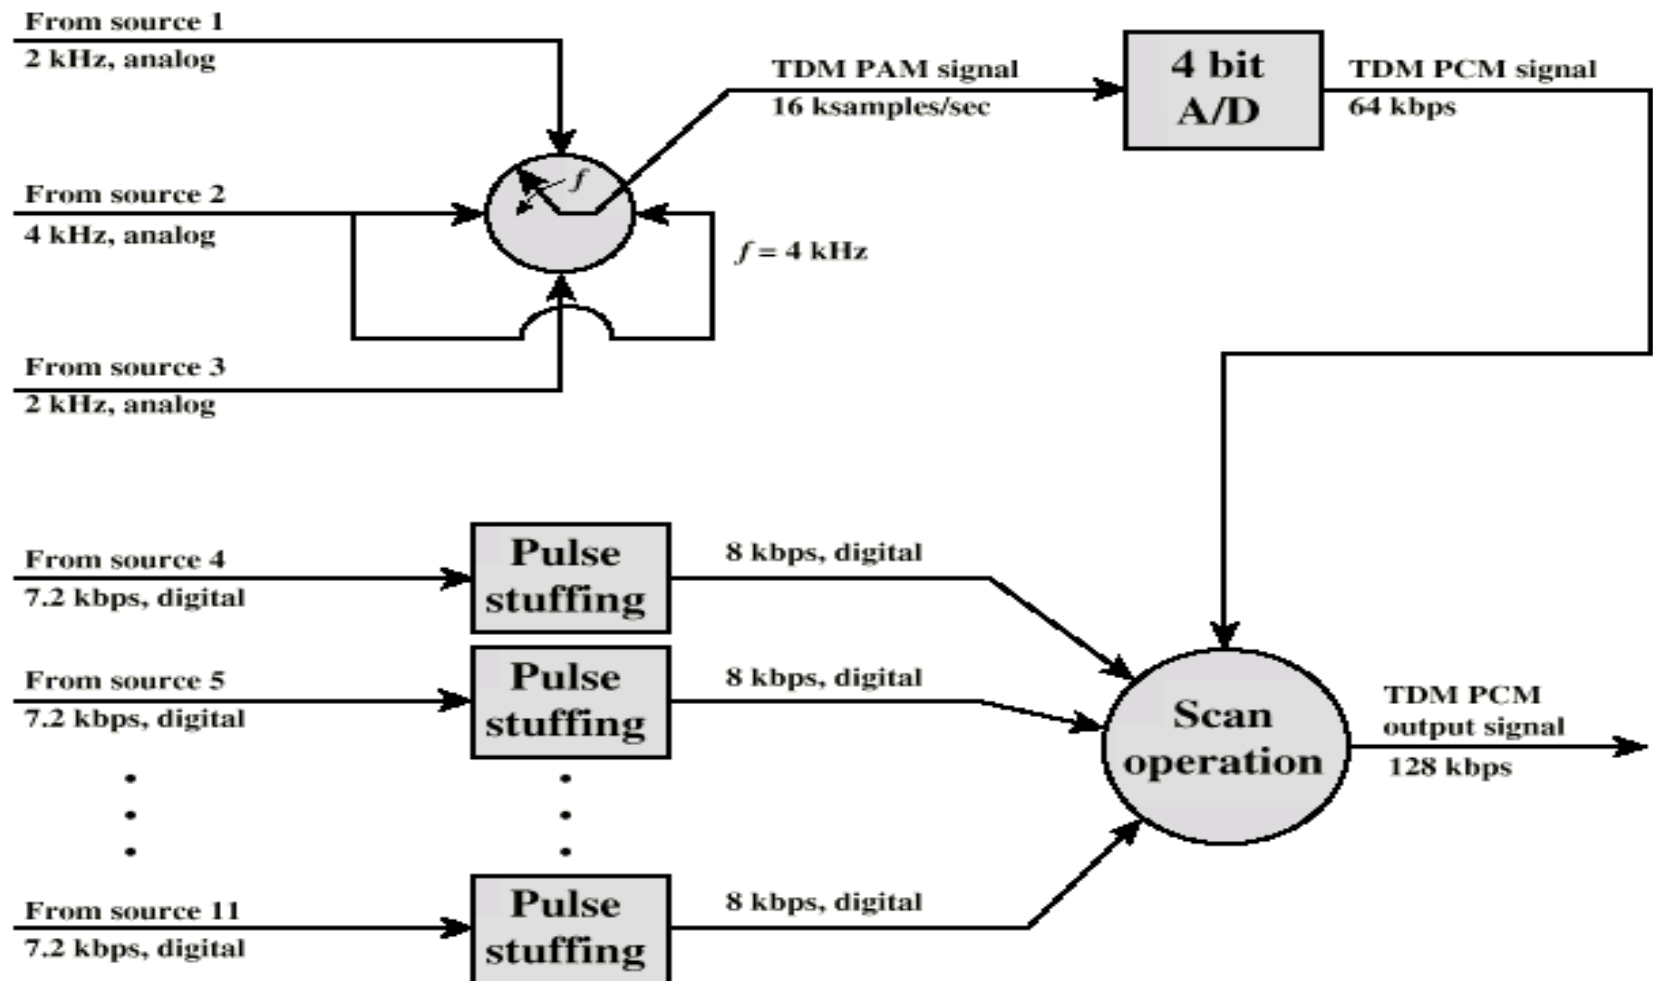 From source 1
2 kHz, analog
TDM PAM signal
16 ksamples/sec
4 bit
A/D
TDM PCM signal
64 kbps
From source 2
4 kHz, analog
f
f = 4 kHz
From source 3
2 kHz, analog
From source 4
7.2 kbps, digital
Pulse
stuffing
8 kbps, digital
From source 5
7.2 kbps, digital
Pulse
stuffing
8 kbps, digital
Scan
operation
TDM PCM
output signal
128 kbps
From source 11
7.2 kbps, digital
Pulse
stuffing
8 kbps, digital